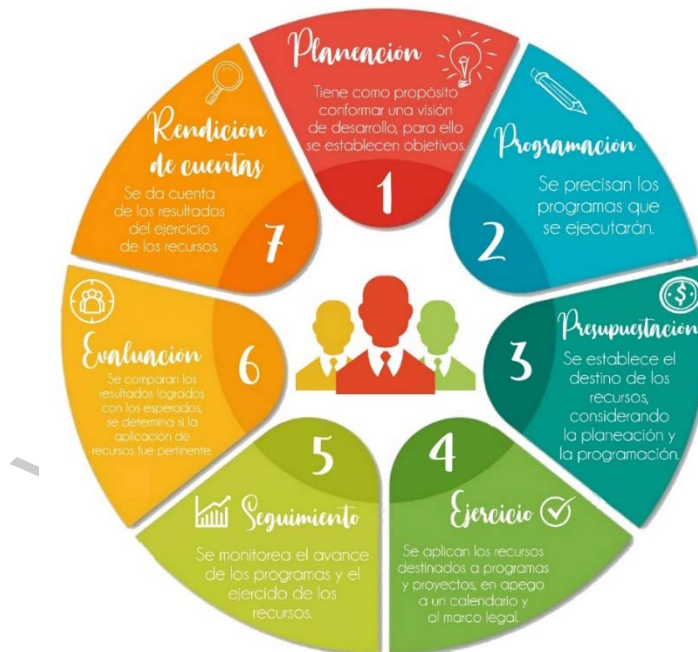 Planeación
Tiene como propósito
conformar una visión
de desarrollo, para ello
se establecen objetivos.
1
Programación
Se precisan los
programas que
se ejecutarán.
2
Presupuestación
Se establece el
destino de los
recursos,
considerando
la planeación y
la programación.
3
Ejercicio
Se aplican los recursos
destinados a programas
y proyectos, en apego
a un calendario y
al marco legal.
4
Seguimiento
Se monitorea el avance
de los programas y el
ejercido de los
recursos.
5
Evaluación
Se comparan los
resultados logrados
con los esperados,
se determina si la
aplicación de
recursos fue pertinente.
6
Rendición
de cuentas
Se da cuenta
de los resultados
del ejercicio
de los recursos.
7
$